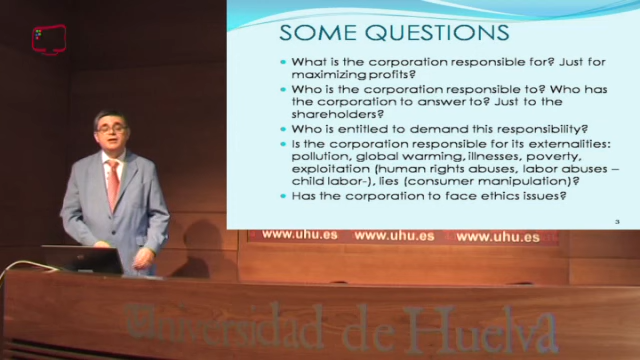 SOME QUESTIONS
• What is the corporation responsible for? Just for
maximizing profits?
• Who is the corporation responsible to? Who has
the corporation to answer to? Just to the
shareholders?
• Who is entitled to demand this responsibility?
• Is the corporation responsible for its externalities:
pollution, global warming, illnesses, poverty,
exploitation (human rights abuses, labor abuses –
child labor-), lies (consumer manipulation)?
• Has the corporation to face ethics issues?
3
www.uhu.es www.uhu.es www.uhu.es
Universidad de Huelva